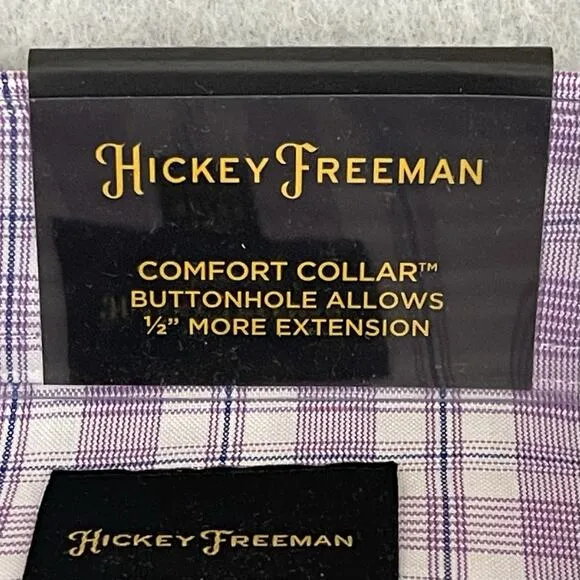 HICKEY FREEMAN
COMFORT COLLAR™
BUTTONHOLE ALLOWS
½” MORE EXTENSION
HICKEY FREEMAN